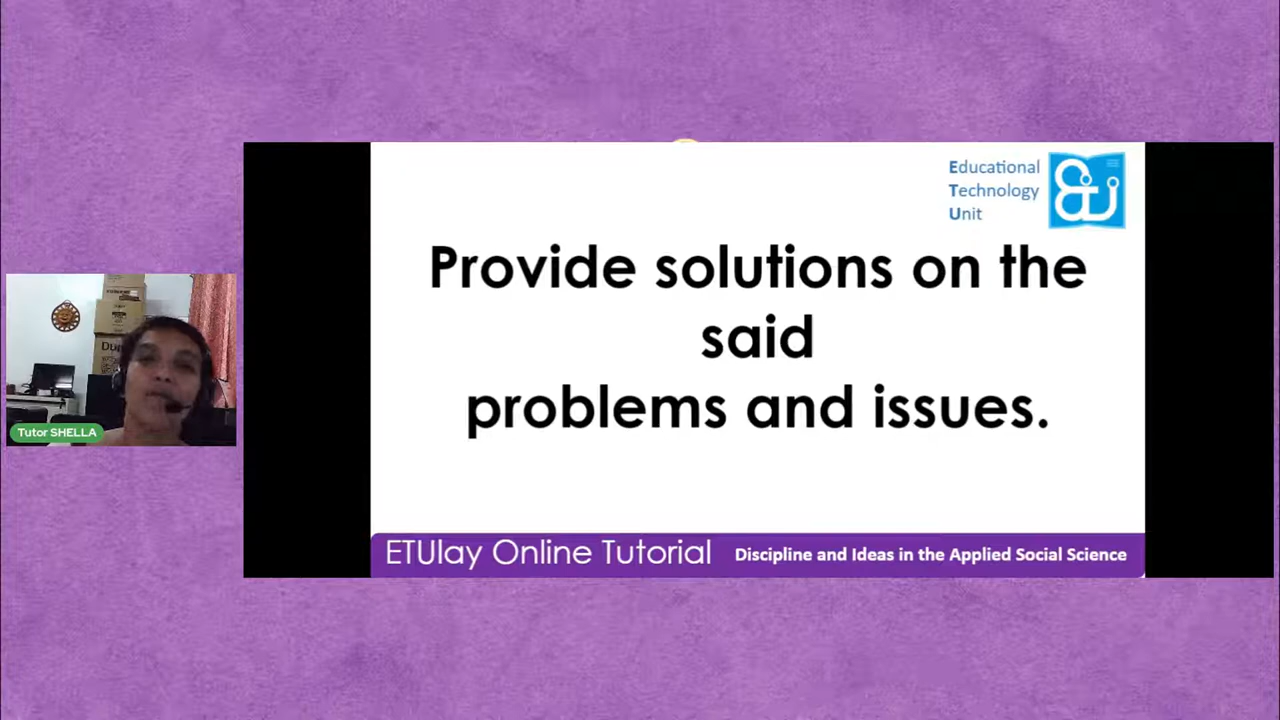 Educational
Technology
Unit
Provide solutions on the
said
problems and issues.
Tutor SHELLA
ETUlay Online Tutorial
Discipline and Ideas in the Applied Social Science